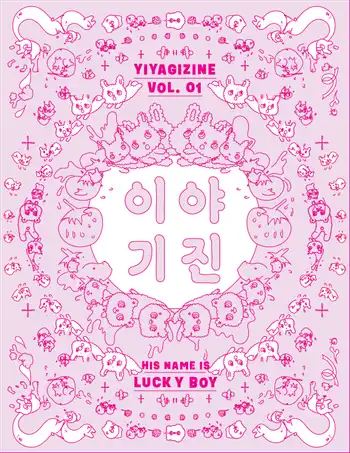 YIYAGIZINE
VOL. 01
이야
기진
HIS NAME IS
LUCKY BOY